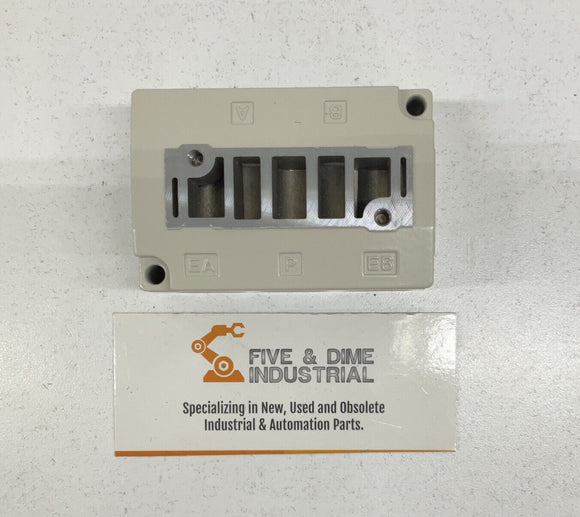 A B
EA P EB
FIVE & DIME
INDUSTRIAL
Specializing in New, Used and Obsolete
Industrial & Automation Parts.